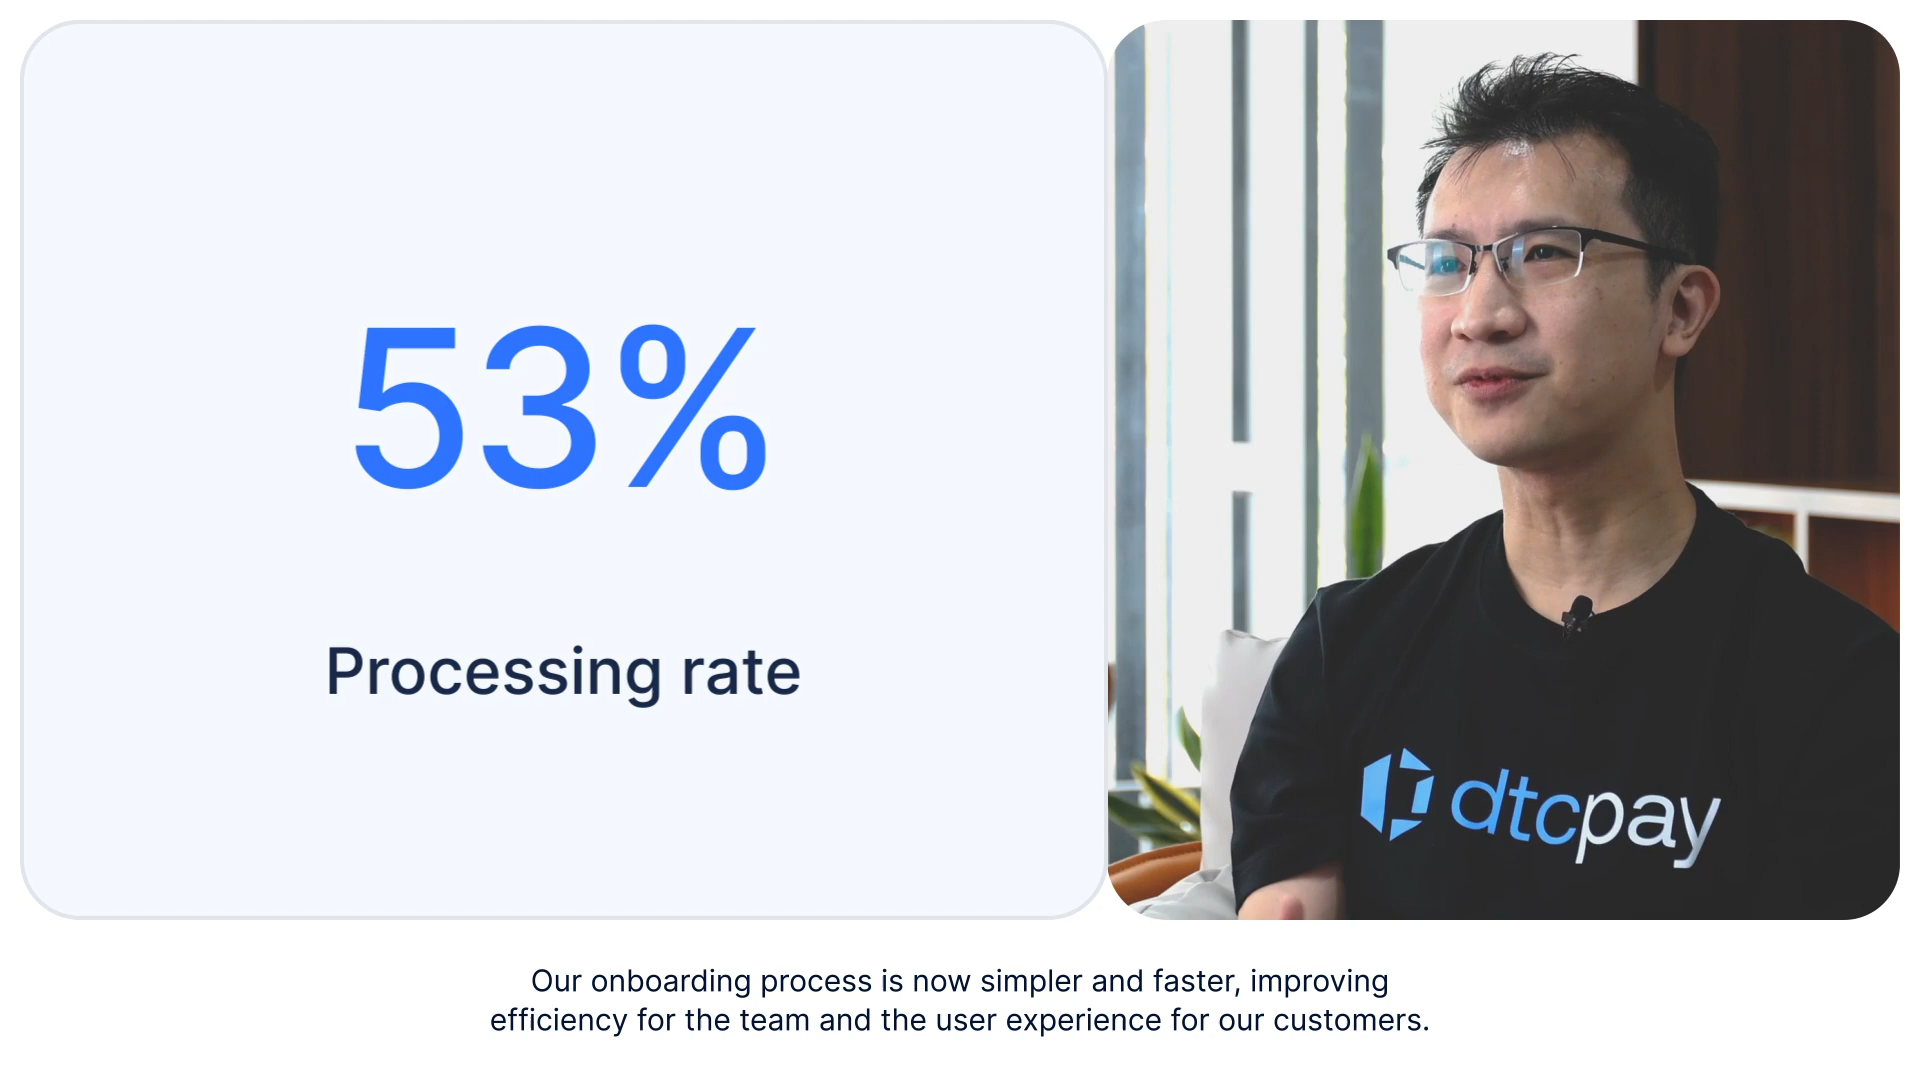 53%
Processing rate
dtcpay
Our onboarding process is now simpler and faster, improving
efficiency for the team and the user experience for our customers.